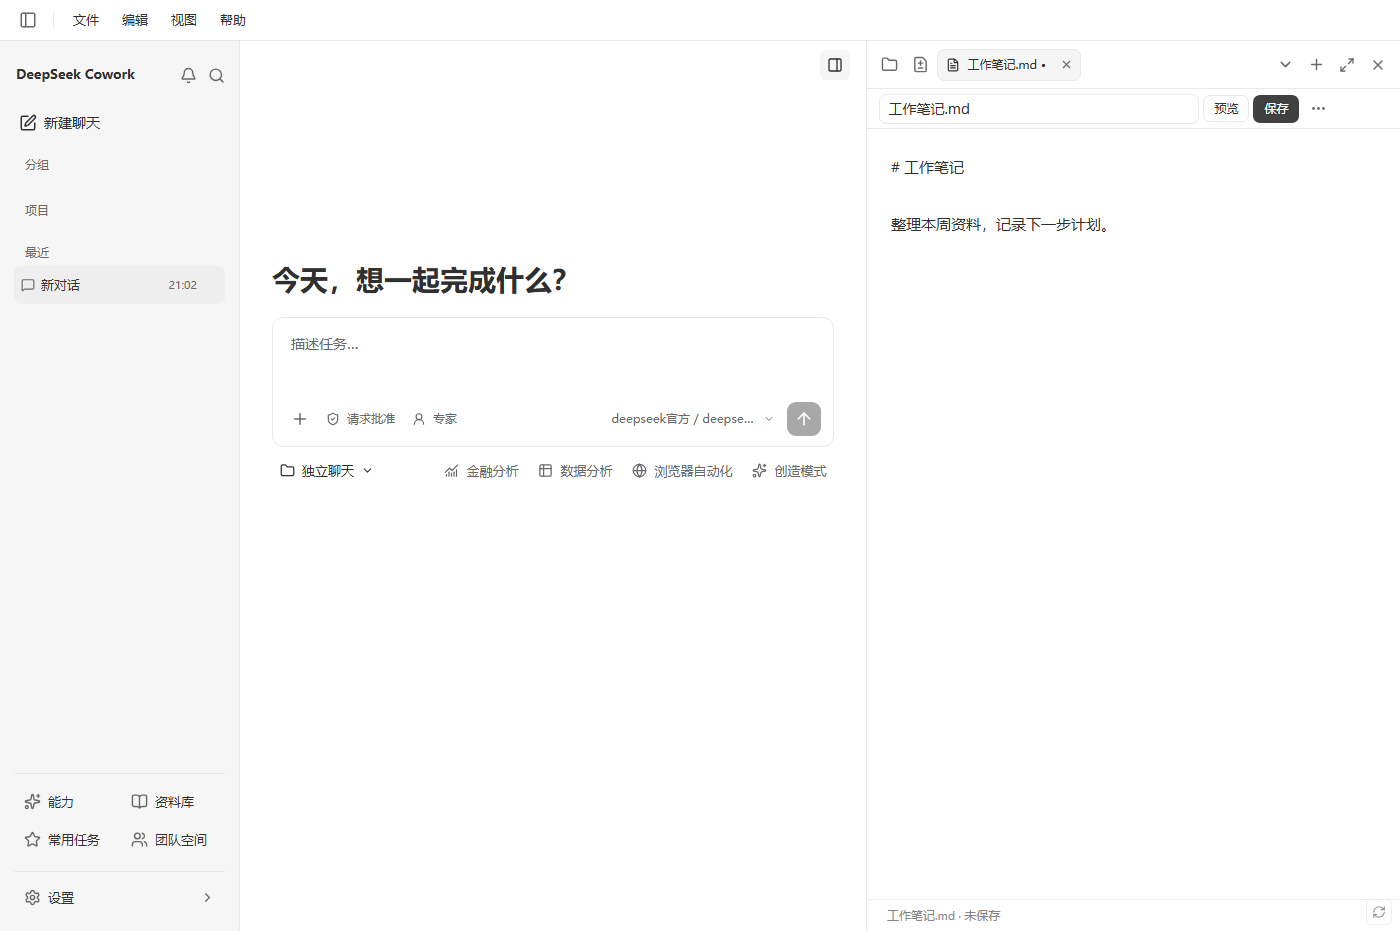 文件 编辑 视图 帮助
DeepSeek Cowork
新建聊天
分组
项目
最近
新对话 21:02
能力 资料库
常用任务 团队空间
设置
今天，想一起完成什么？
描述任务...
请求批准 专家 deepseek官方 / deepse...
独立聊天 金融分析 数据分析 浏览器自动化 创造模式
工作笔记.md •
工作笔记.md 预览 保存
# 工作笔记
整理本周资料，记录下一步计划。
工作笔记.md · 未保存